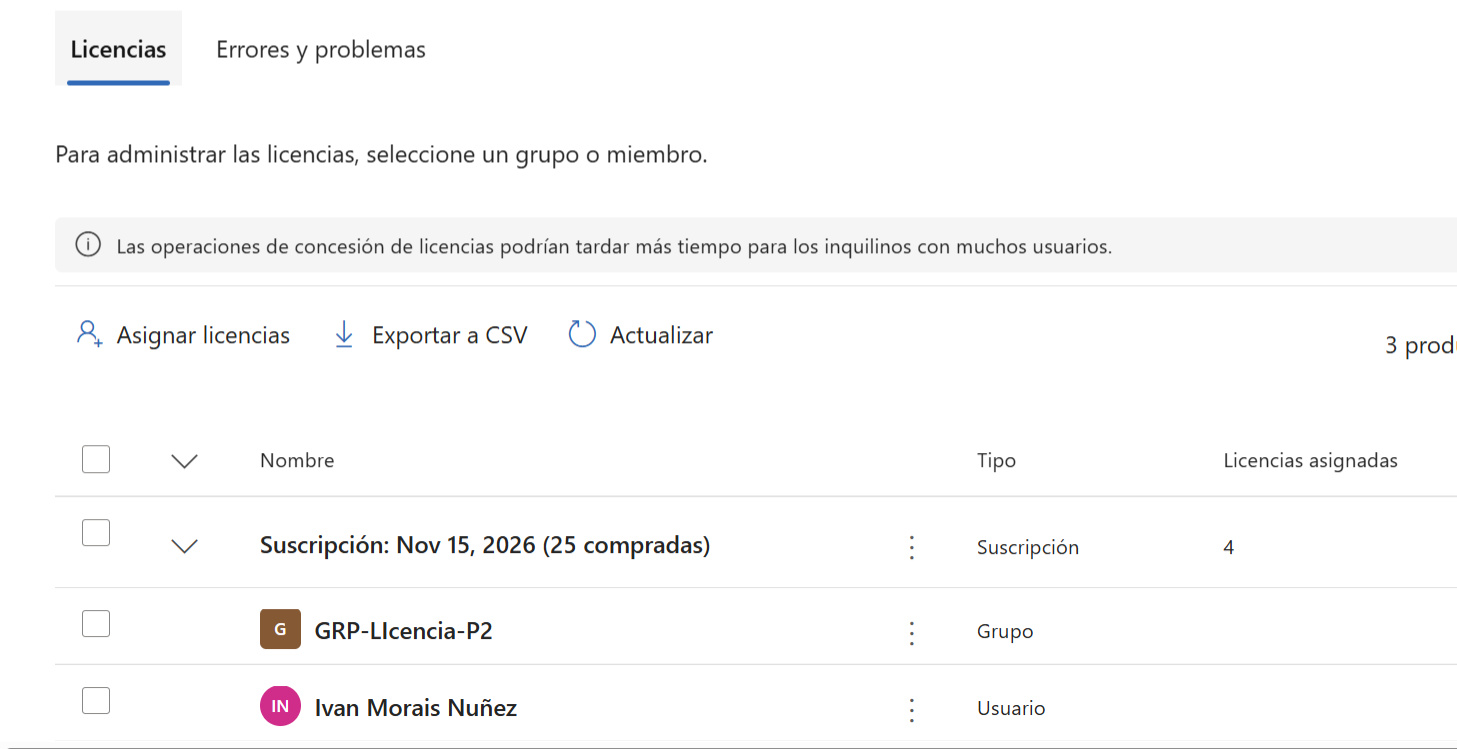 Licencias Errores y problemas
Para administrar las licencias, seleccione un grupo o miembro.
Las operaciones de concesión de licencias podrían tardar más tiempo para los inquilinos con muchos usuarios.
Asignar licencias Exportar a CSV Actualizar
3 prod
Nombre Tipo Licencias asignadas
Suscripción: Nov 15, 2026 (25 compradas) Suscripción 4
G GRP-LIcencia-P2 Grupo
IN Ivan Morais Nuñez Usuario